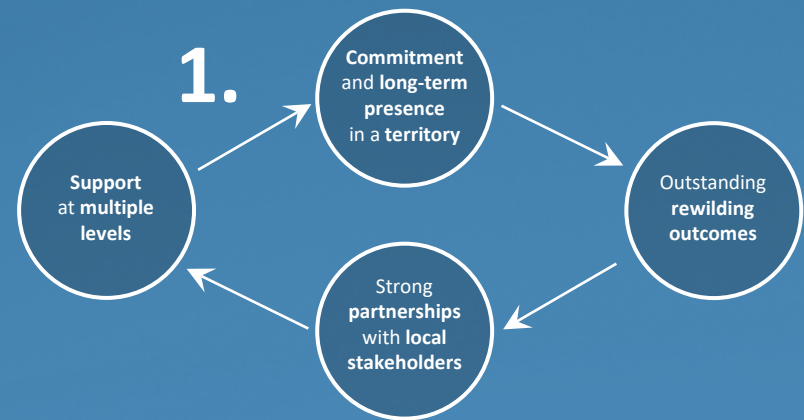 1.
Commitment
and long-term
presence
in a territory
Support
at multiple
levels
Outstanding
rewilding
outcomes
Strong
partnerships
with local
stakeholders